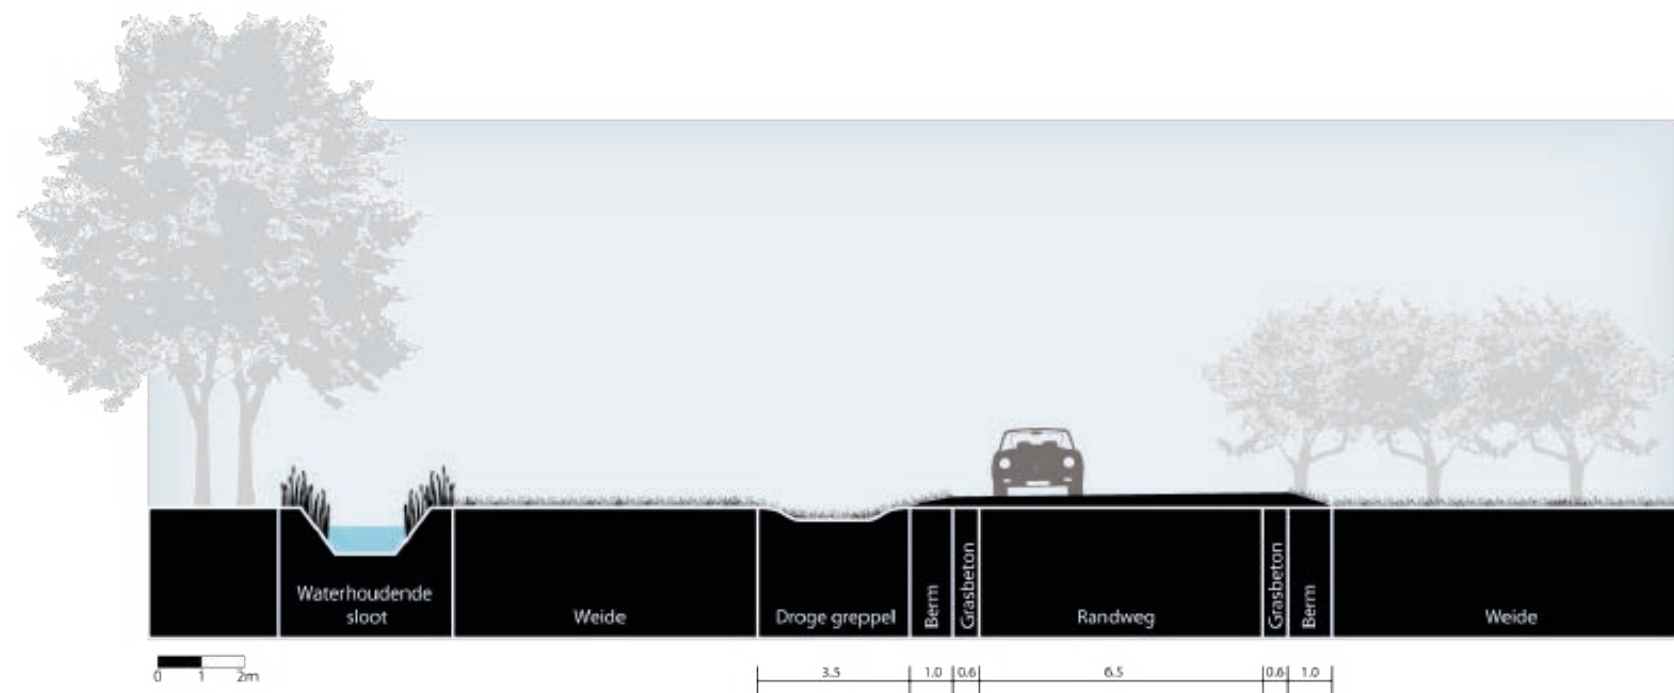 Waterhoudende
sloot
Weide
Droge greppel
Berm
Grasbeton
Randweg
Grasbeton
Berm
Weide
0 1 2m
3.5 1.0 0.6 6.5 0.6 1.0